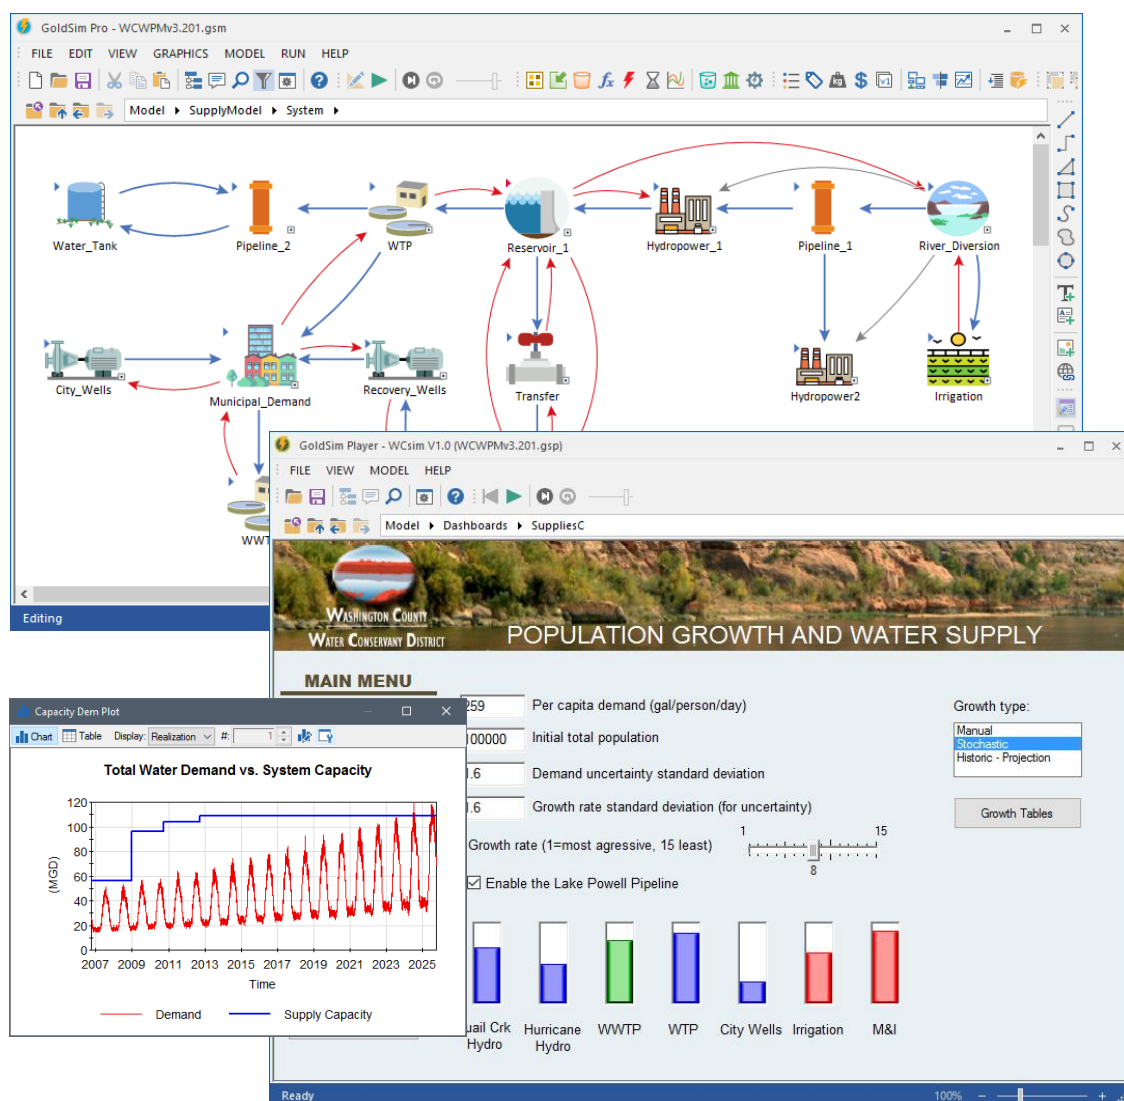 GoldSim Pro - WCWPMv3.201.gsm
FILE EDIT VIEW GRAPHICS MODEL RUN HELP
Model SupplyModel System
Water_Tank
Pipeline_2
WTP
Reservoir_1
Hydropower_1
Pipeline_1
River_Diversion
City_Wells
Municipal_Demand
Recovery_Wells
Transfer
Hydropower2
Irrigation
Editing
GoldSim Player - WCsim V1.0 (WCWPMv3.201.gsp)
FILE VIEW MODEL HELP
Model Dashboards SuppliesC
WASHINGTON COUNTY
WATER CONSERVANY DISTRICT
POPULATION GROWTH AND WATER SUPPLY
MAIN MENU
259 Per capita demand (gal/person/day)
100000 Initial total population
1.6 Demand uncertainty standard deviation
1.6 Growth rate standard deviation (for uncertainty)
Growth rate (1=most agressive, 15 least)
1 15
8
Enable the Lake Powell Pipeline
Growth type:
Manual
Stochastic
Historic - Projection
Growth Tables
Hydro
Hurricane
Hydro
WWTP
WTP
City Wells
Irrigation
M&I
Ready
100%
Capacity Dem Plot
Chart Table Display: Realization #: 1
Total Water Demand vs. System Capacity
120
100
80
60
40
20
0
(MGD)
2007 2009 2011 2013 2015 2017 2019 2021 2023 2025
Time
Demand Supply Capacity